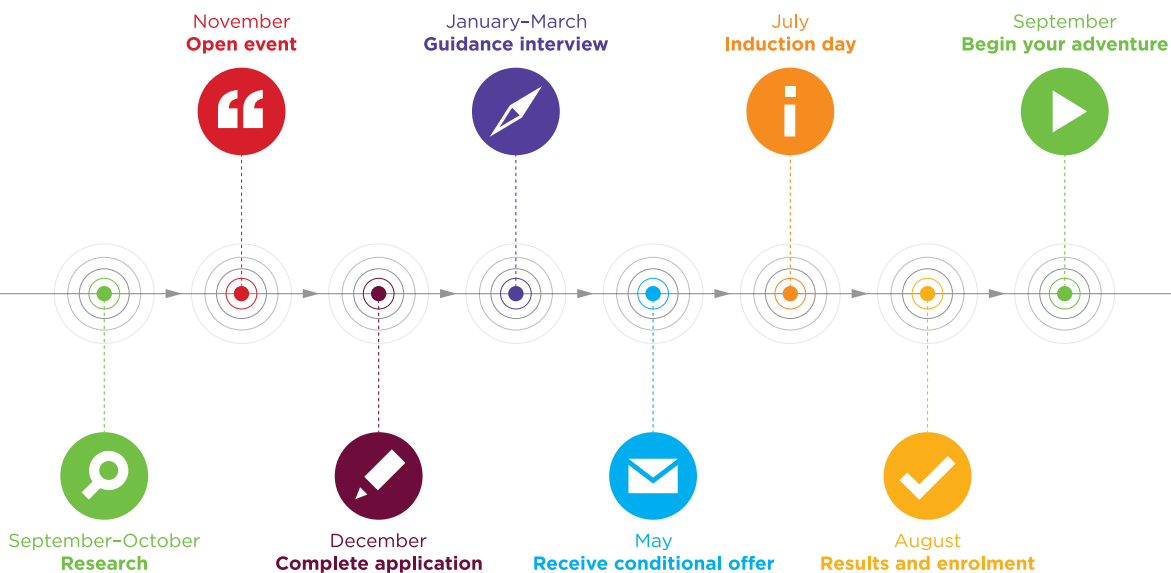 November
Open event
January–March
Guidance interview
July
Induction day
September
Begin your adventure
September–October
Research
December
Complete application
May
Receive conditional offer
August
Results and enrolment